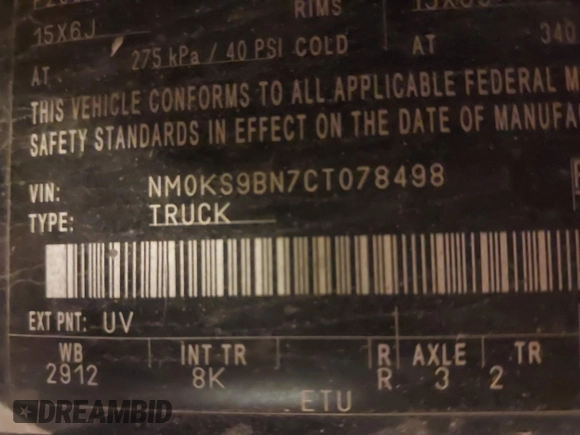 RIMS
15X6J
275 kPa / 40 PSI COLD
AT 340
AT
THIS VEHICLE CONFORMS TO ALL APPLICABLE FEDERAL M
SAFETY STANDARDS IN EFFECT ON THE DATE OF MANUFA
VIN: NM0KS9BN7CT078498
TYPE: TRUCK
EXT PNT: UV
WB INT TR R AXLE TR
2912 8K R 3 2
ETU
DREAMBID